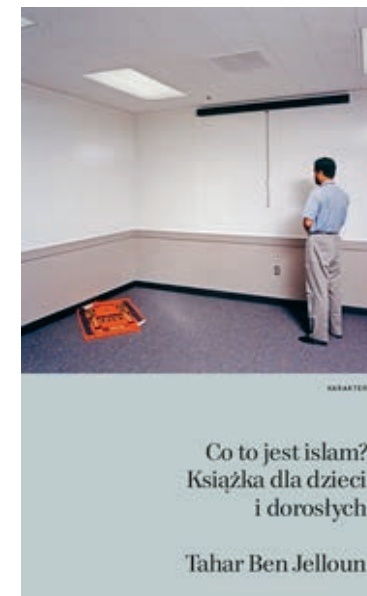 KARAKTER
Co to jest islam?
Książka dla dzieci
i dorosłych
Tahar Ben Jelloun